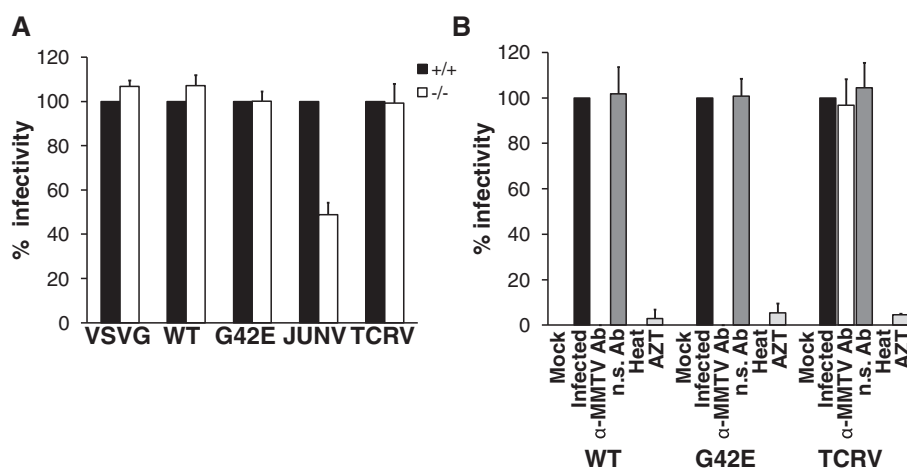 A
% infectivity
120
100
80
60
40
20
0
VSVG WT G42E JUNV TCRV
+/+
-/-
B
% infectivity
120
100
80
60
40
20
0
Mock
Infected
α-MMTV Ab
n.s. Ab
Heat
AZT
Mock
Infected
α-MMTV Ab
n.s. Ab
Heat
AZT
Mock
Infected
α-MMTV Ab
n.s. Ab
Heat
AZT
WT G42E TCRV